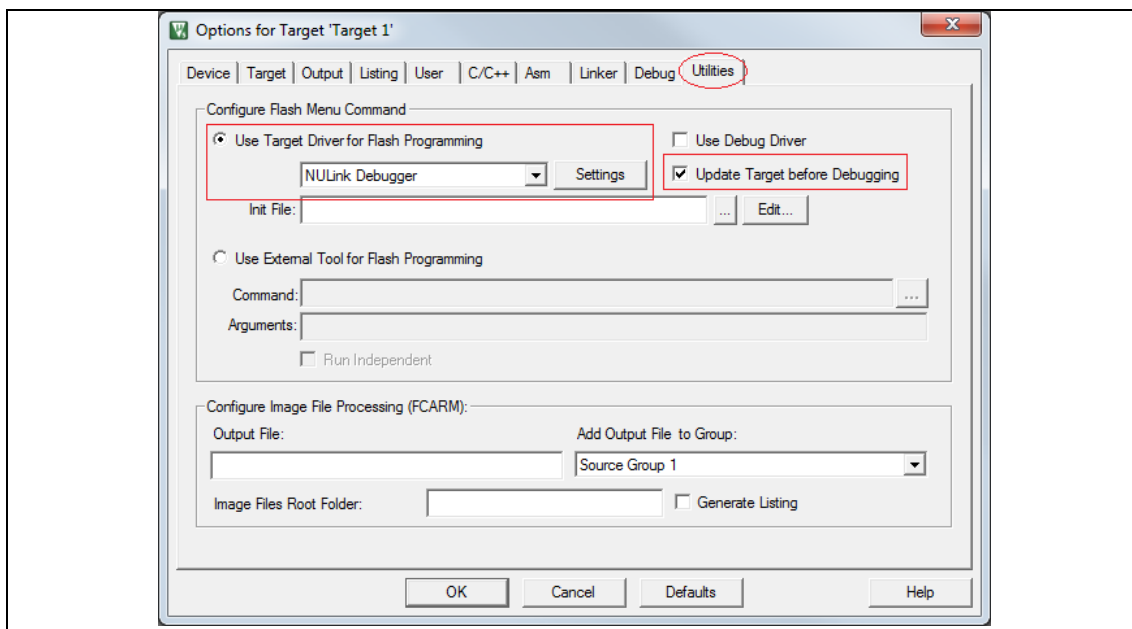 Options for Target 'Target 1'
Device Target Output Listing User C/C++ Asm Linker Debug Utilities
Configure Flash Menu Command
Use Target Driver for Flash Programming
Use Debug Driver
NULink Debugger
Settings
Update Target before Debugging
Init File:
...
Edit...
Use External Tool for Flash Programming
Command:
...
Arguments:
Run Independent
Configure Image File Processing (FCARM):
Output File:
Add Output File to Group:
Source Group 1
Image Files Root Folder:
Generate Listing
OK
Cancel
Defaults
Help